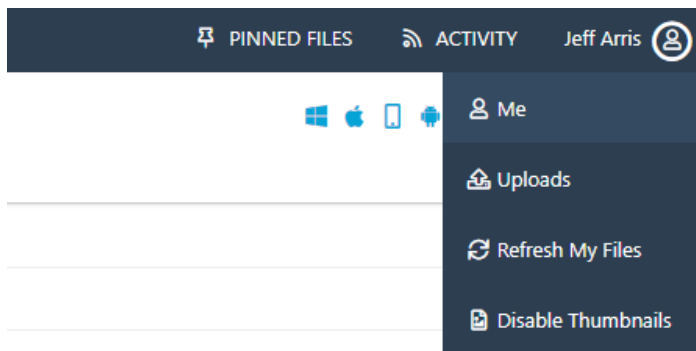 PINNED FILES ACTIVITY Jeff Arris
Me
Uploads
Refresh My Files
Disable Thumbnails